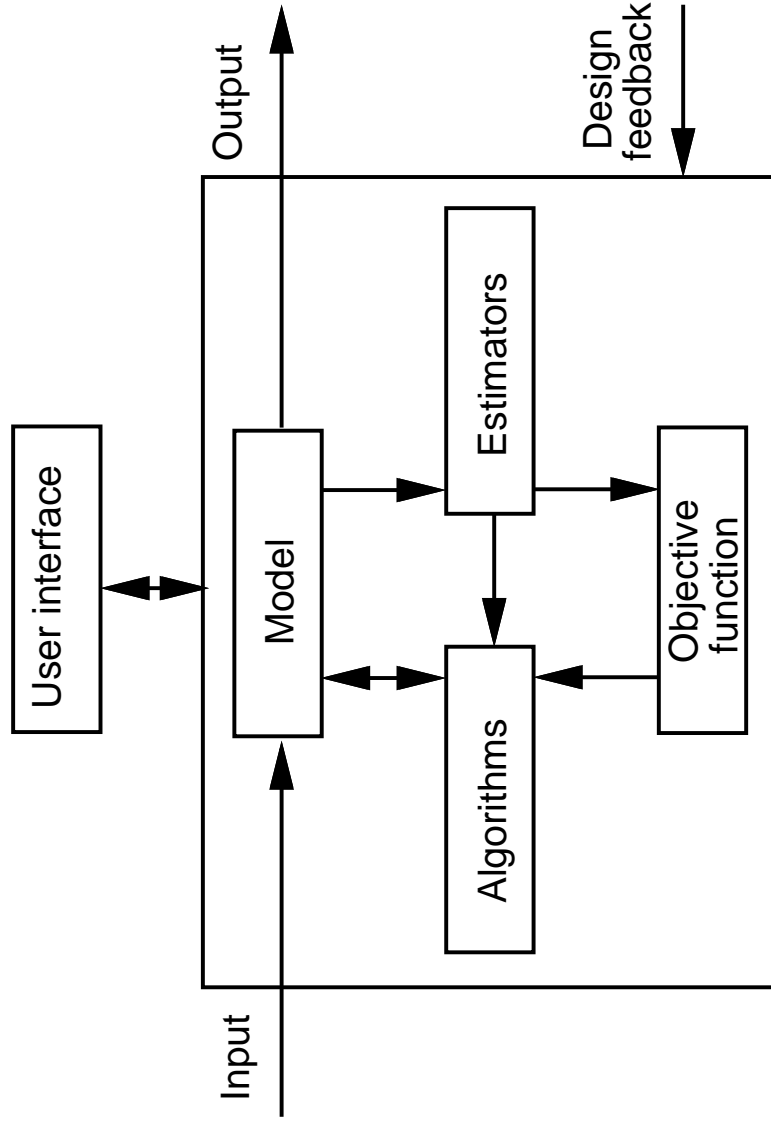 User interface
Input
Model
Output
Algorithms
Estimators
Objective
function
Design
feedback